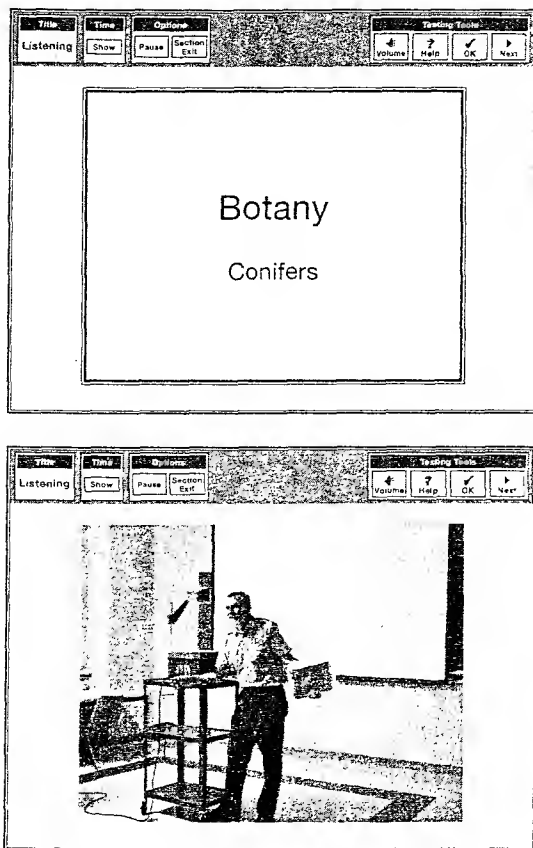 Title Time Options Testing Tools
Listening Show Pause Section Exit Volume Help OK Next
Botany
Conifers
Title Time Options Testing Tools
Listening Show Pause Section Exit Volume Help OK Next